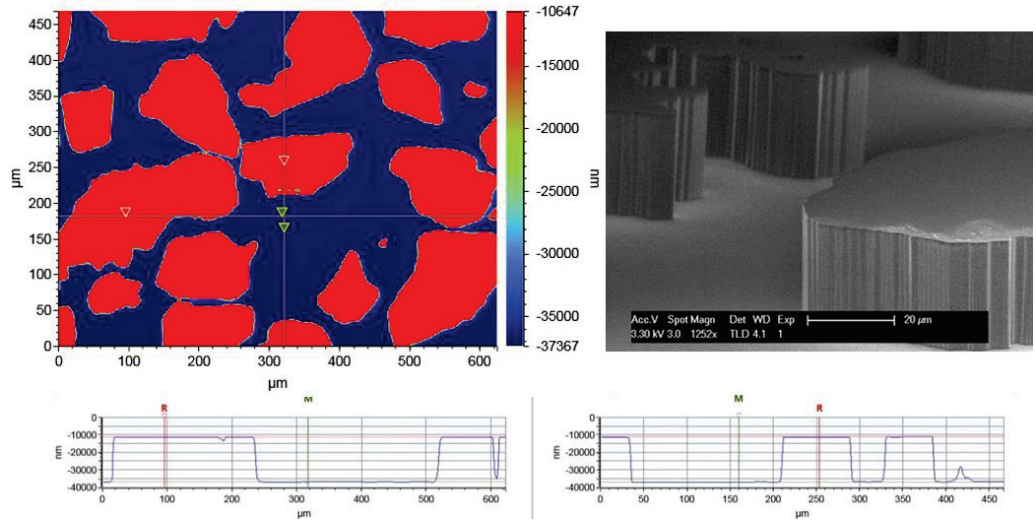 450
400
350
300
250
200
150
100
50
0
µm
0 100 200 300 400 500 600
µm
-10647
-15000
-20000
-25000
-30000
-35000
-37367
nm
Acc.V Spot Magn Det WD Exp
3.30 kV 3.0 1252x TLD 4.1 1
20 µm
R
M
0
-10000
-20000
-30000
-40000
nm
0 100 200 300 400 500 600
µm
M
R
0
-10000
-20000
-30000
-40000
nm
0 50 100 150 200 250 300 350 400 450
µm